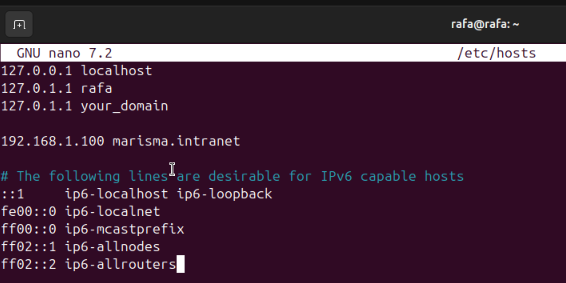 rafa@rafa: ~
GNU nano 7.2 /etc/hosts
127.0.0.1 localhost
127.0.1.1 rafa
127.0.1.1 your_domain
192.168.1.100 marisma.intranet
# The following lines are desirable for IPv6 capable hosts
::1 ip6-localhost ip6-loopback
fe00::0 ip6-localnet
ff00::0 ip6-mcastprefix
ff02::1 ip6-allnodes
ff02::2 ip6-allrouters